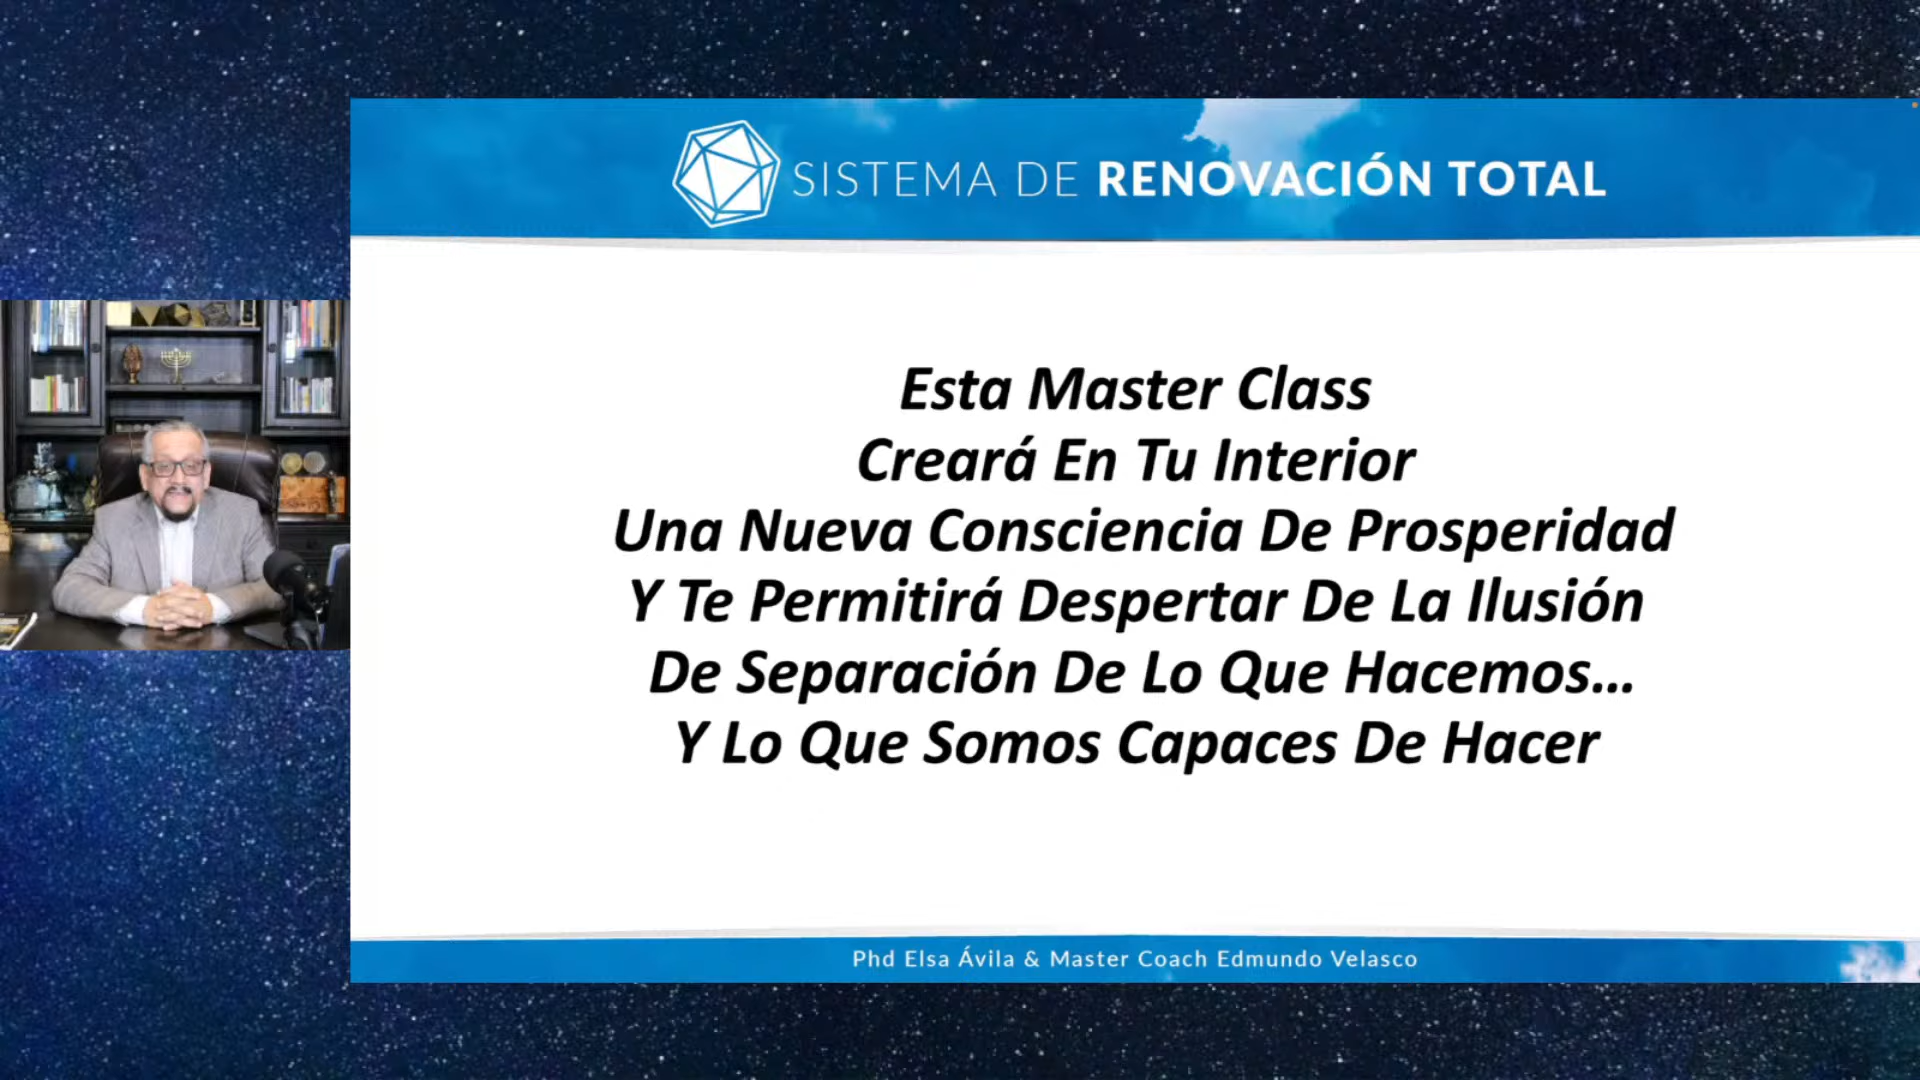 SISTEMA DE RENOVACIÓN TOTAL
Esta Master Class
Creará En Tu Interior
Una Nueva Consciencia De Prosperidad
Y Te Permitirá Despertar De La Ilusión
De Separación De Lo Que Hacemos...
Y Lo Que Somos Capaces De Hacer
Phd Elsa Ávila & Master Coach Edmundo Velasco